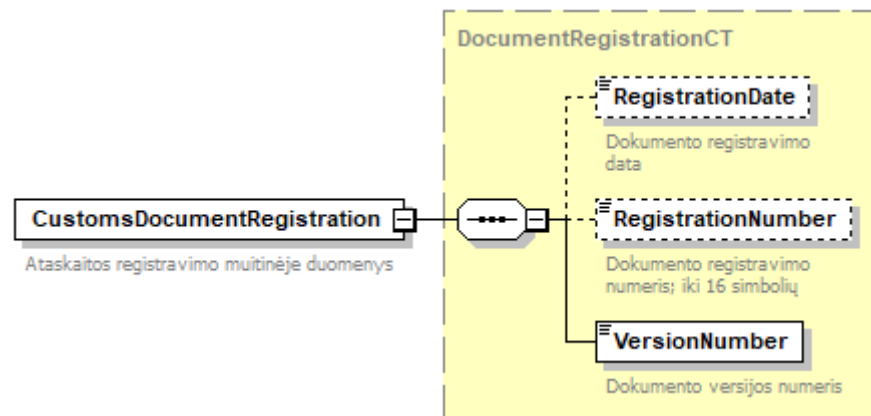 DocumentRegistrationCT
RegistrationDate
Dokumento registravimo
data
CustomsDocumentRegistration
Ataskaitos registravimo muitinėje duomenys
RegistrationNumber
Dokumento registravimo
numeris; iki 16 simbolių
VersionNumber
Dokumento versijos numeris